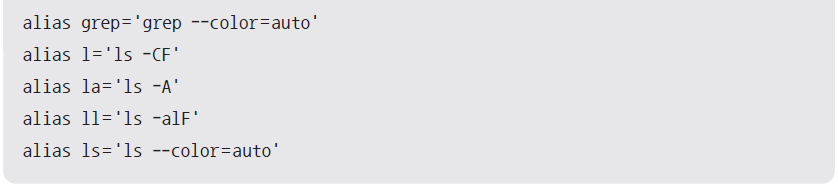 alias grep='grep --color=auto'
alias l='ls -CF'
alias la='ls -A'
alias ll='ls -alF'
alias ls='ls --color=auto'